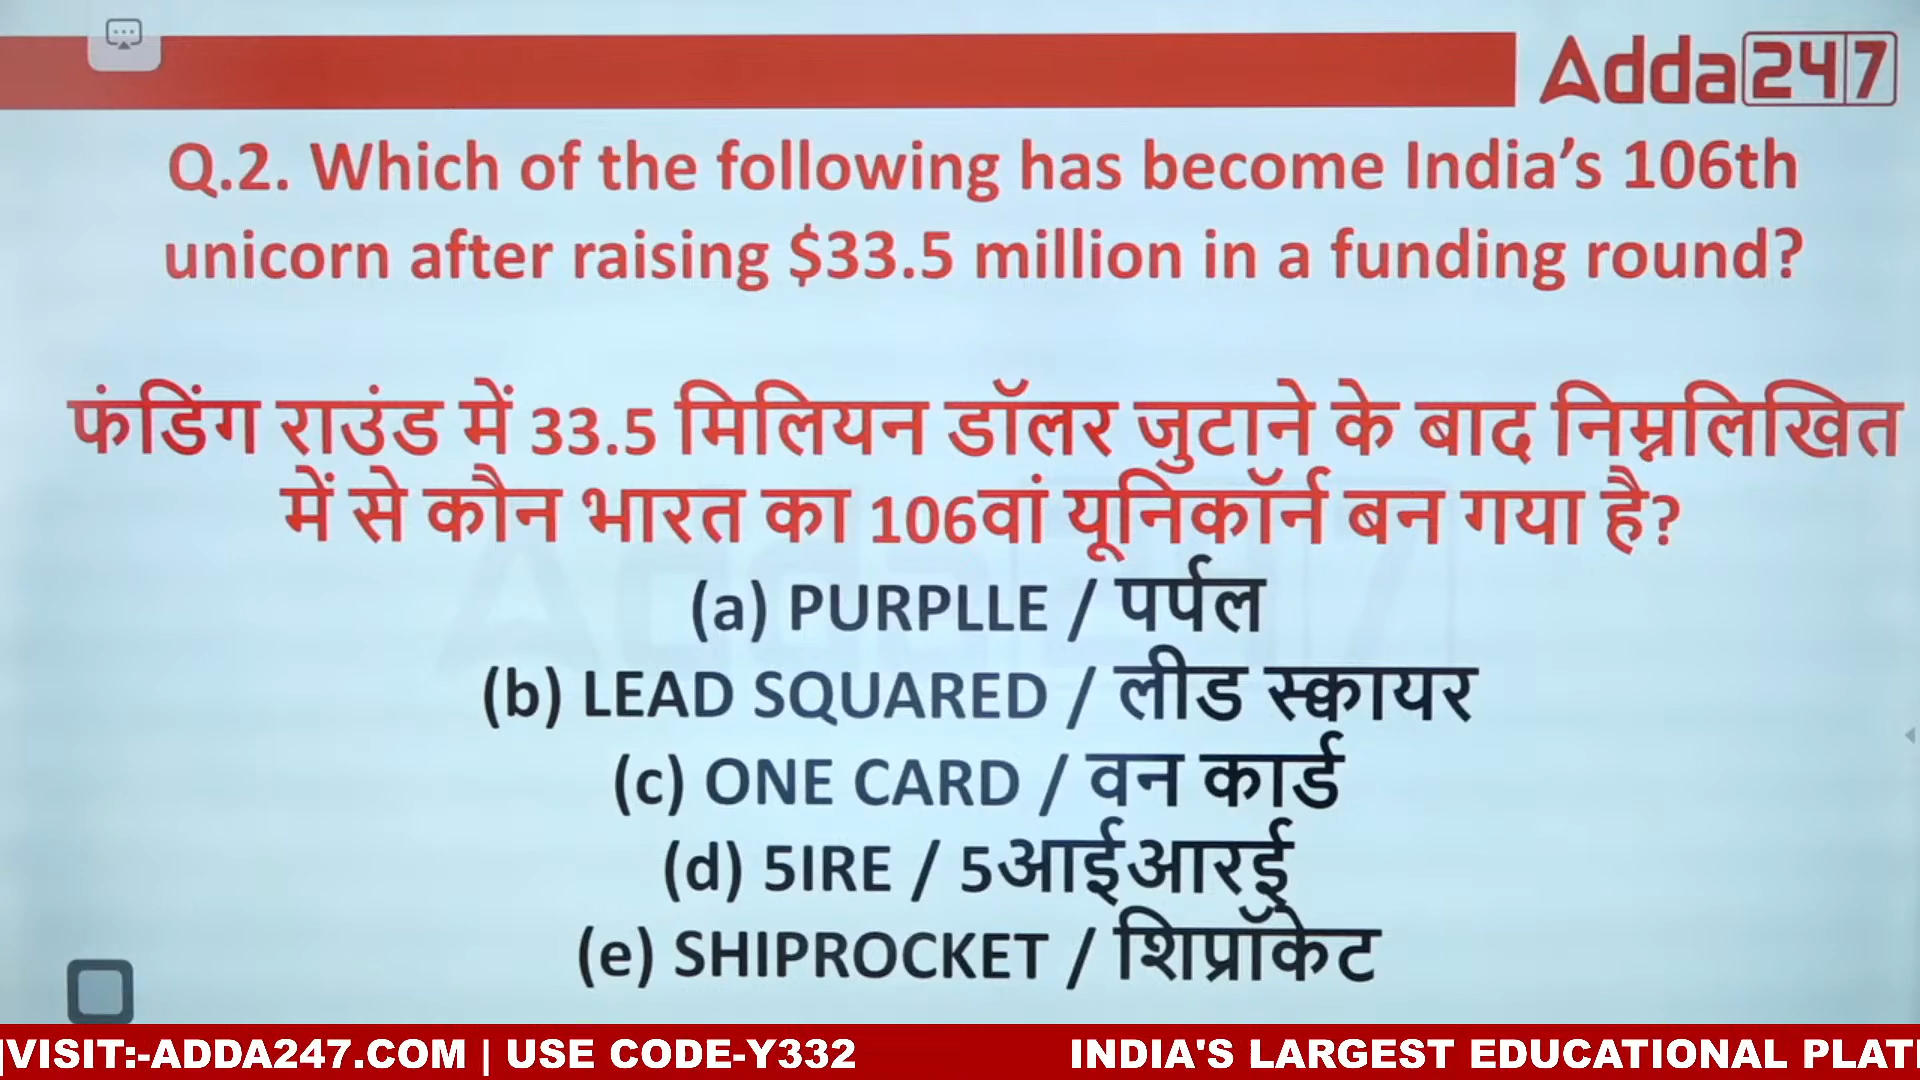 Adda247
Q.2. Which of the following has become India’s 106th
unicorn after raising $33.5 million in a funding round?
फंडिंग राउंड में 33.5 मिलियन डॉलर जुटाने के बाद निम्नलिखित
में से कौन भारत का 106वां यूनिकॉर्न बन गया है?
(a) PURPLLE / पर्पल
(b) LEAD SQUARED / लीड स्क्वायर
(c) ONE CARD / वन कार्ड
(d) 5IRE / 5आईआरई
(e) SHIPROCKET / शिप्रॉकेट
|VISIT:-ADDA247.COM | USE CODE-Y332 INDIA'S LARGEST EDUCATIONAL PLAT